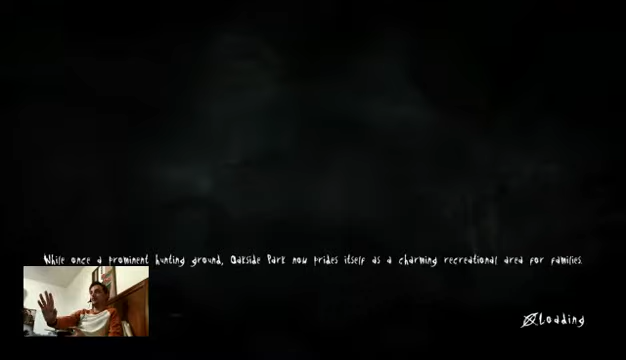 While once a prominent hunting ground, Oakside Park now prides itself as a charming recreational area for families.
Loading